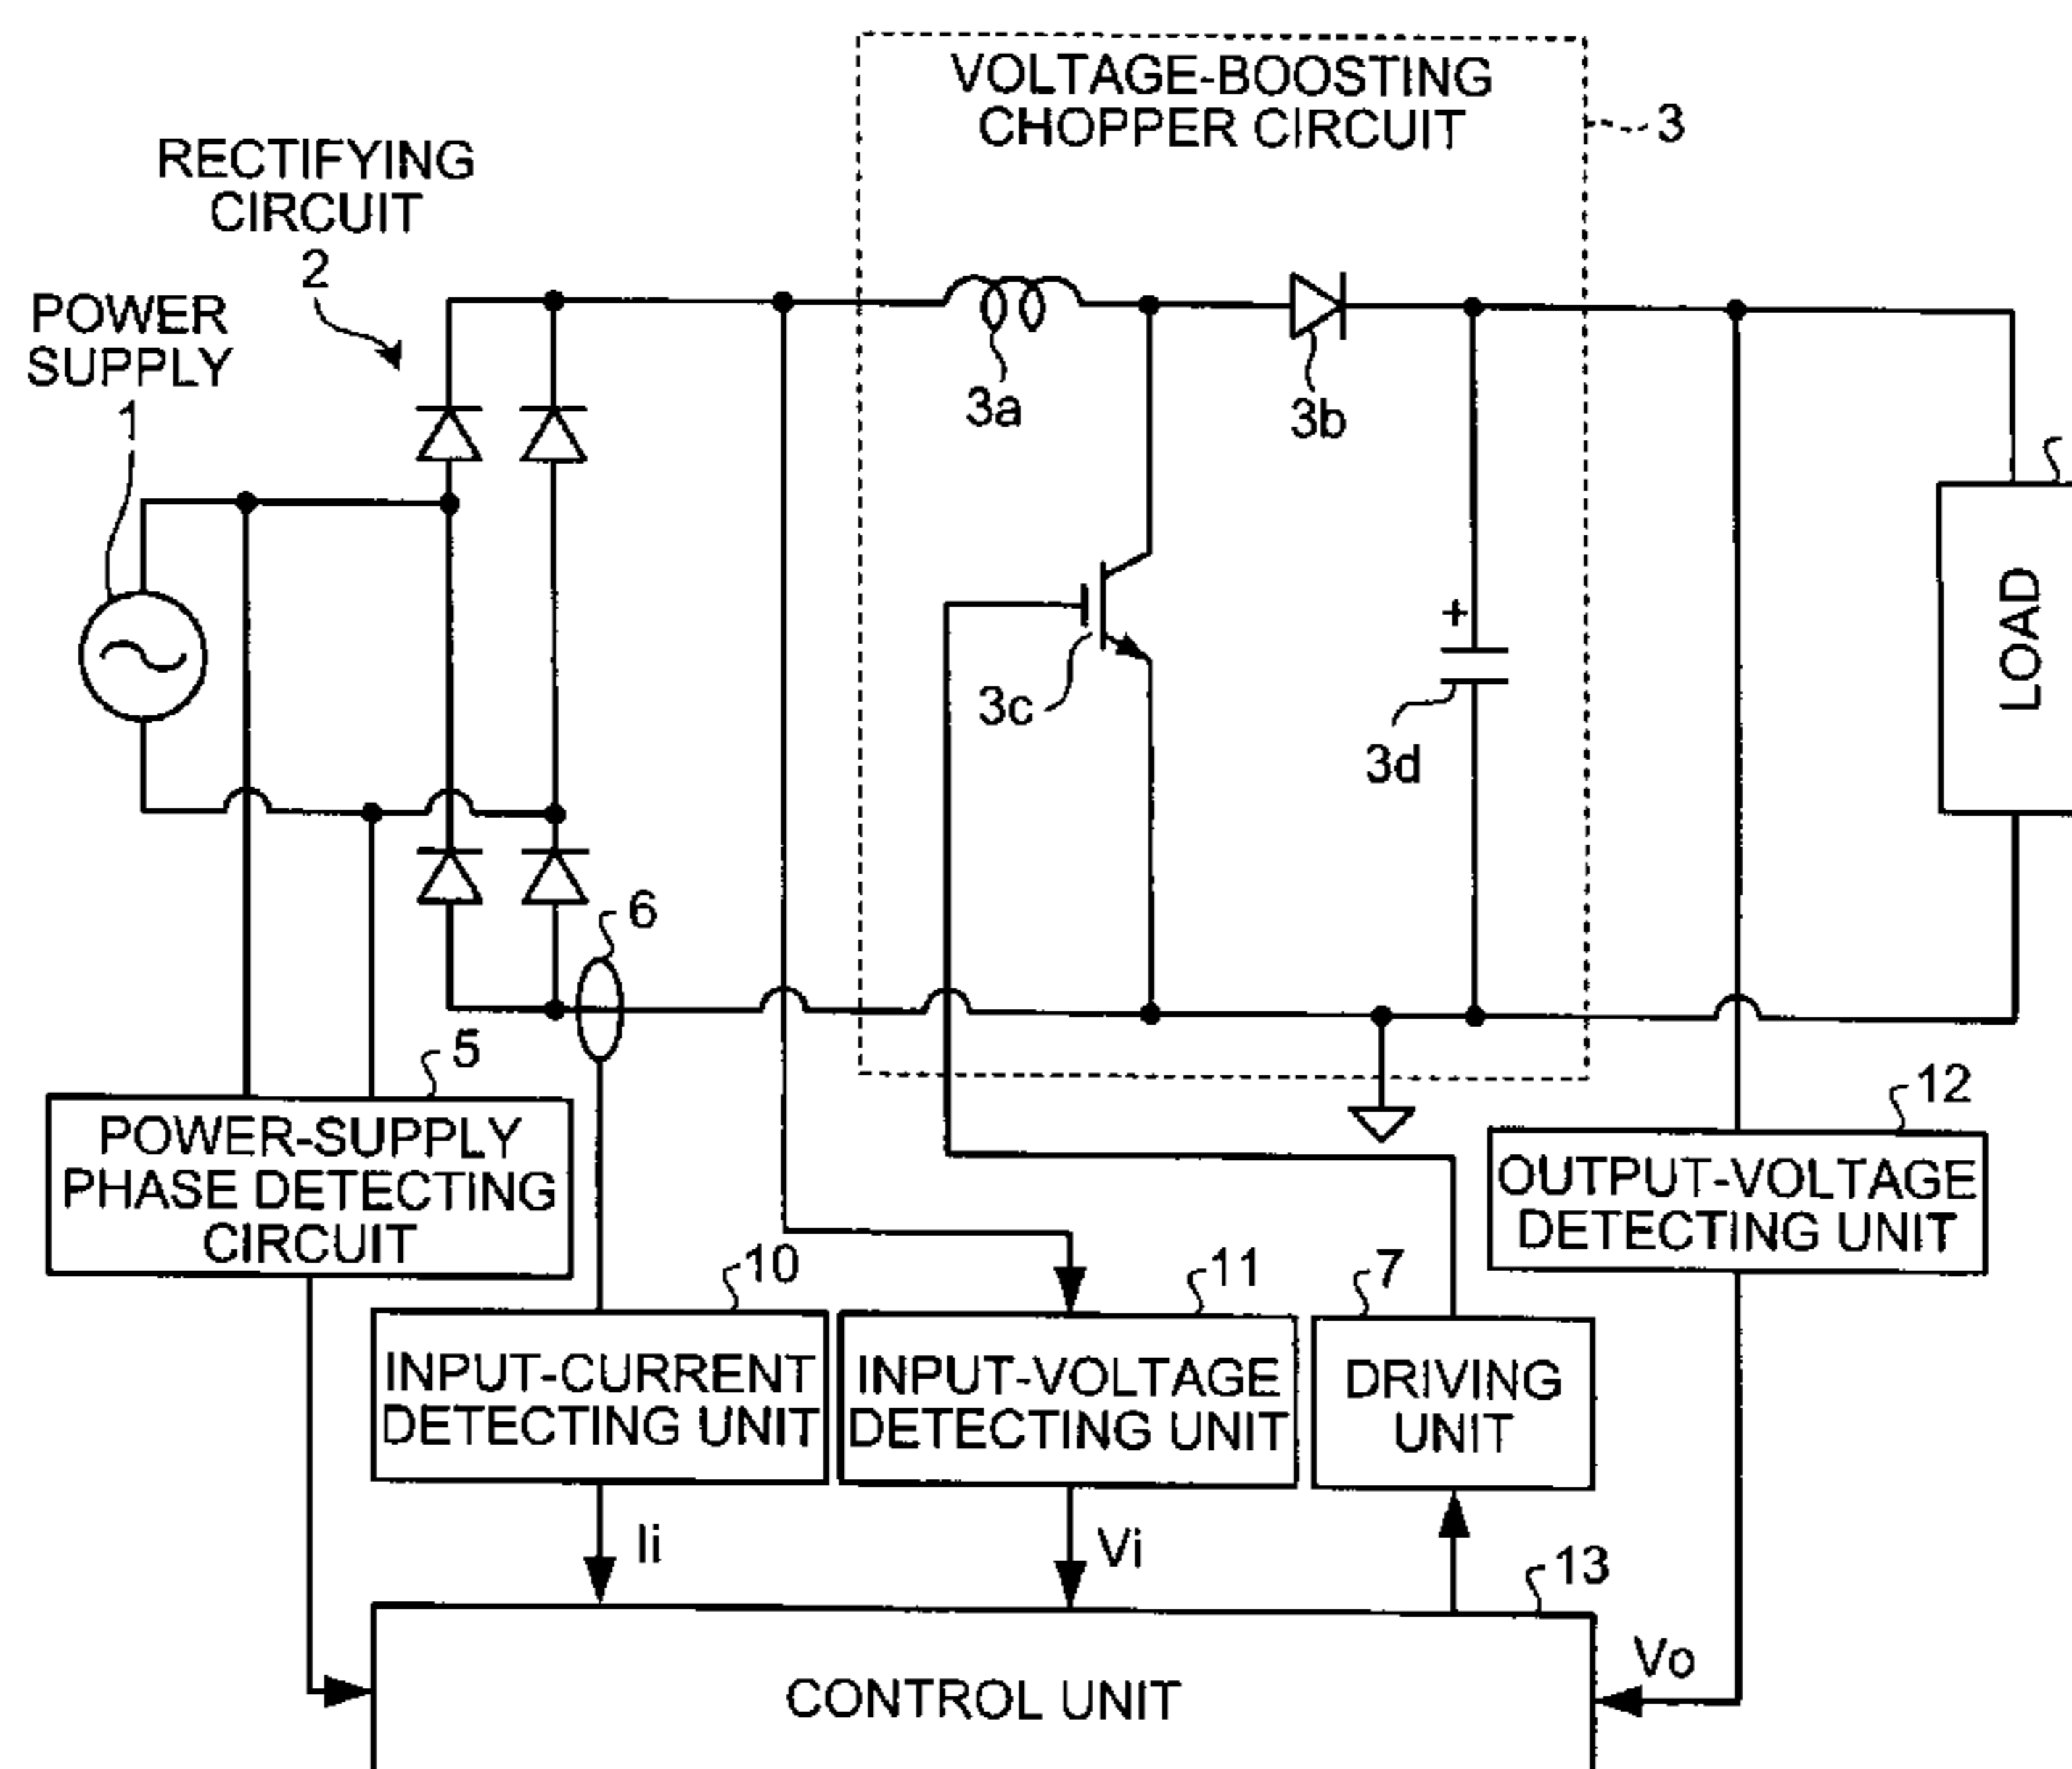 VOLTAGE-BOOSTING
CHOPPER CIRCUIT
3
RECTIFYING
CIRCUIT
2
POWER
SUPPLY
1
3a
3b
3c
+
3d
LOAD
6
5
POWER-SUPPLY
PHASE DETECTING
CIRCUIT
12
OUTPUT-VOLTAGE
DETECTING UNIT
10
INPUT-CURRENT
DETECTING UNIT
11
INPUT-VOLTAGE
DETECTING UNIT
7
DRIVING
UNIT
Ii
Vi
13
Vo
CONTROL UNIT